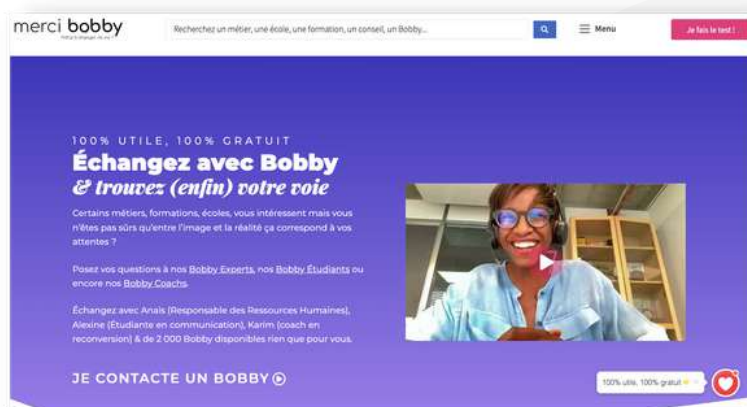 merci bobby
Recherchez un métier, une école, une formation, un conseil, un Bobby...
Menu
Je fais le test !
100% UTILE, 100% GRATUIT
Échangez avec Bobby
& trouvez (enfin) votre voie
Certains métiers, formations, écoles, vous intéressent mais vous
n'êtes pas sûrs qu'entre l'image et la réalité ça correspond à vos
attentes ?
Posez vos questions à nos Bobby Experts, nos Bobby Étudiants ou
encore nos Bobby Coachs.
Échangez avec Anais (Responsable des Ressources Humaines),
Alexine (Étudiante en communication), Karim (coach en
reconversion) & de 2 000 Bobby disponibles rien que pour vous.
JE CONTACTE UN BOBBY
100% utile, 100% gratuit